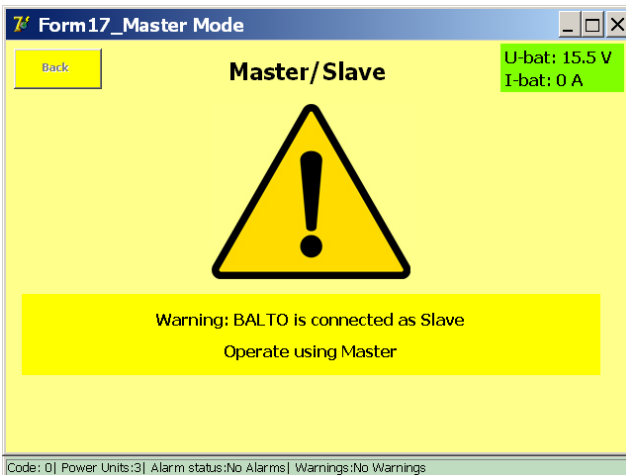 Form17_Master Mode
Back
Master/Slave
U-bat: 15.5 V
I-bat: 0 A
Warning: BALTO is connected as Slave
Operate using Master
Code: 0| Power Units:3| Alarm status:No Alarms| Warnings:No Warnings